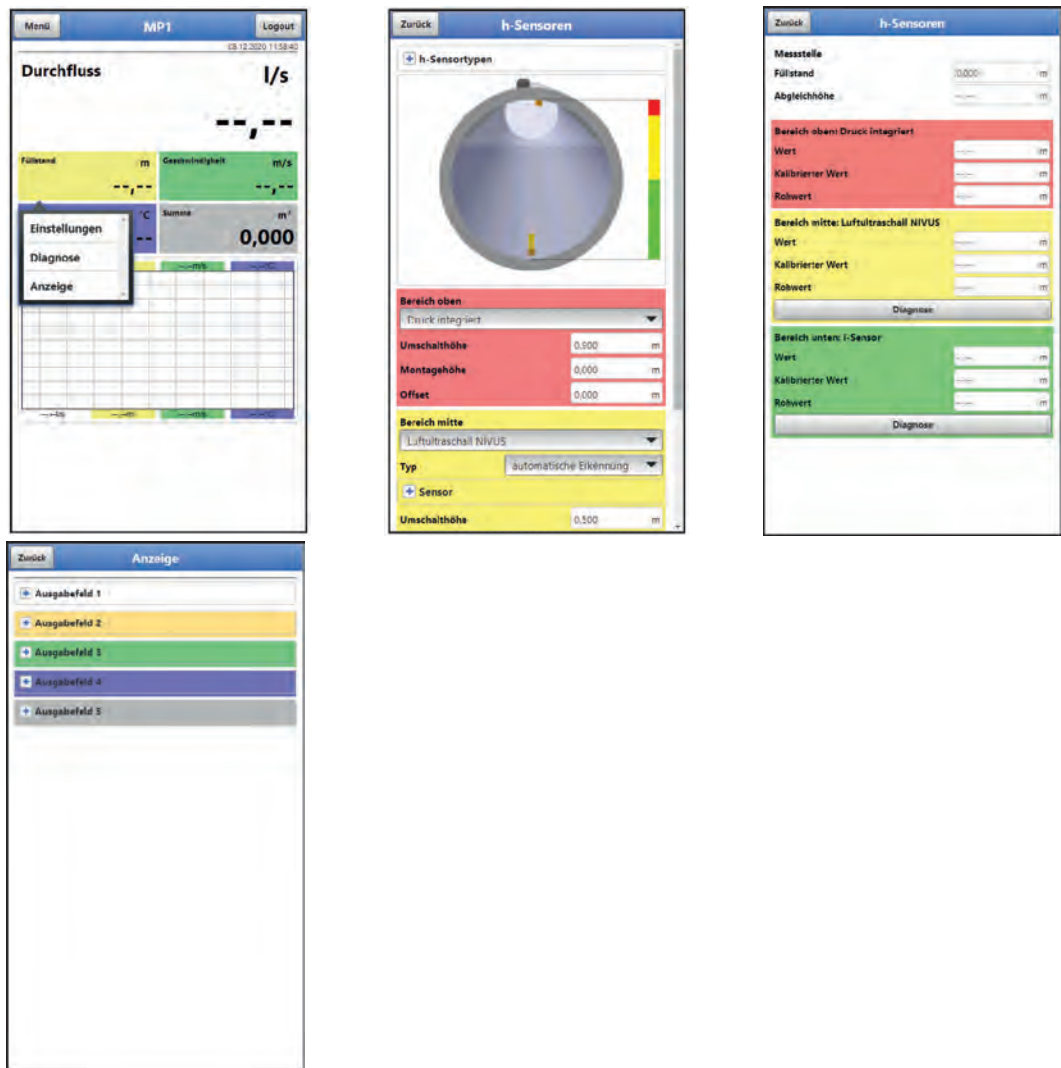 Menü MP1 Logout
08.12.2020 11:58:40
Durchfluss l/s
--,--
Füllstand m Geschwindigkeit m/s
--,-- --,--
°C Summe m³
-- 0,000
Einstellungen
Diagnose
Anzeige
--,--m/s --,--°C
--,--l/s --,--m --,--m/s --,--°C
Zurück h-Sensoren
h-Sensortypen
Bereich oben
Druck integriert
Umschalthöhe 0,900 m
Montagehöhe 0,000 m
Offset 0,000 m
Bereich mitte
Luftultraschall NIVUS
Typ automatische Erkennung
Sensor
Umschalthöhe 0,500 m
Zurück h-Sensoren
Messstelle
Füllstand 0,000 m
Abgleichhöhe --,-- m
Bereich oben: Druck integriert
Wert --,-- m
Kalibrierter Wert --,-- m
Rohwert --,-- m
Bereich mitte: Luftultraschall NIVUS
Wert --,-- m
Kalibrierter Wert --,-- m
Rohwert --,-- m
Diagnose
Bereich unten: i-Sensor
Wert --,-- m
Kalibrierter Wert --,-- m
Rohwert --,-- m
Diagnose
Zurück Anzeige
Ausgabefeld 1
Ausgabefeld 2
Ausgabefeld 3
Ausgabefeld 4
Ausgabefeld 5